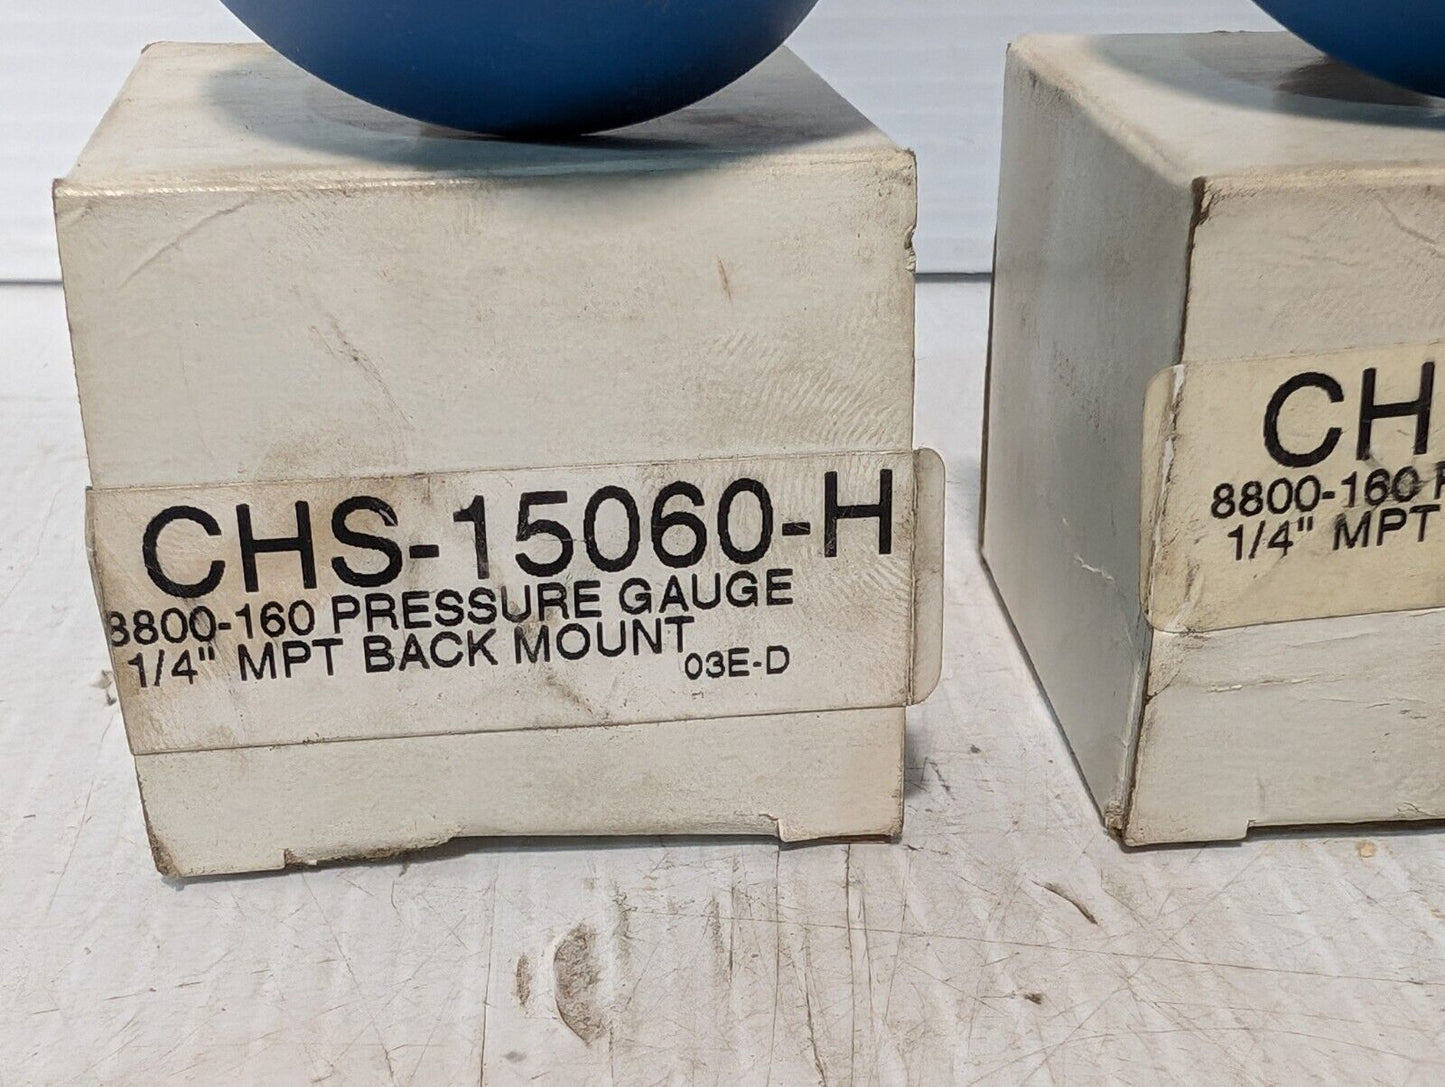 CHS-15060-H
8800-160 PRESSURE GAUGE
1/4" MPT BACK MOUNT
03E-D
CH
8800-160
1/4" MPT